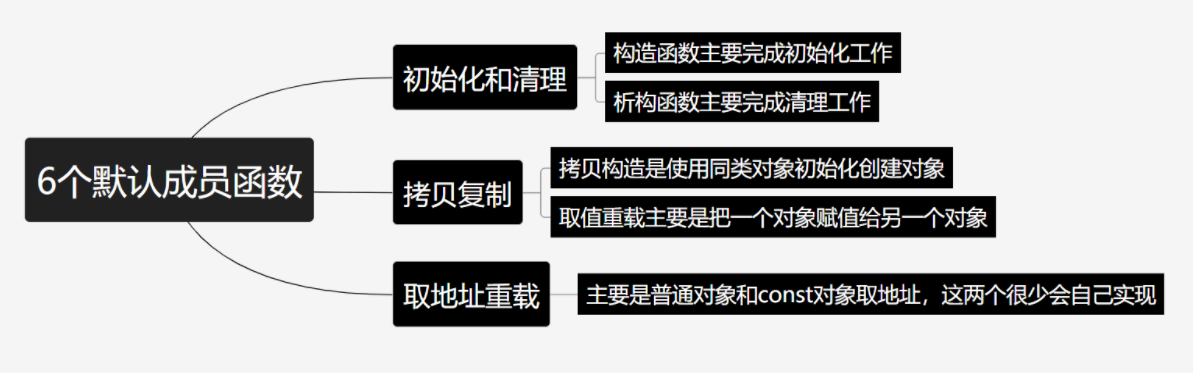 6个默认成员函数
初始化和清理
构造函数主要完成初始化工作
析构函数主要完成清理工作
拷贝复制
拷贝构造是使用同类对象初始化创建对象
取值重载主要是把一个对象赋值给另一个对象
取地址重载
主要是普通对象和const对象取地址，这两个很少会自己实现